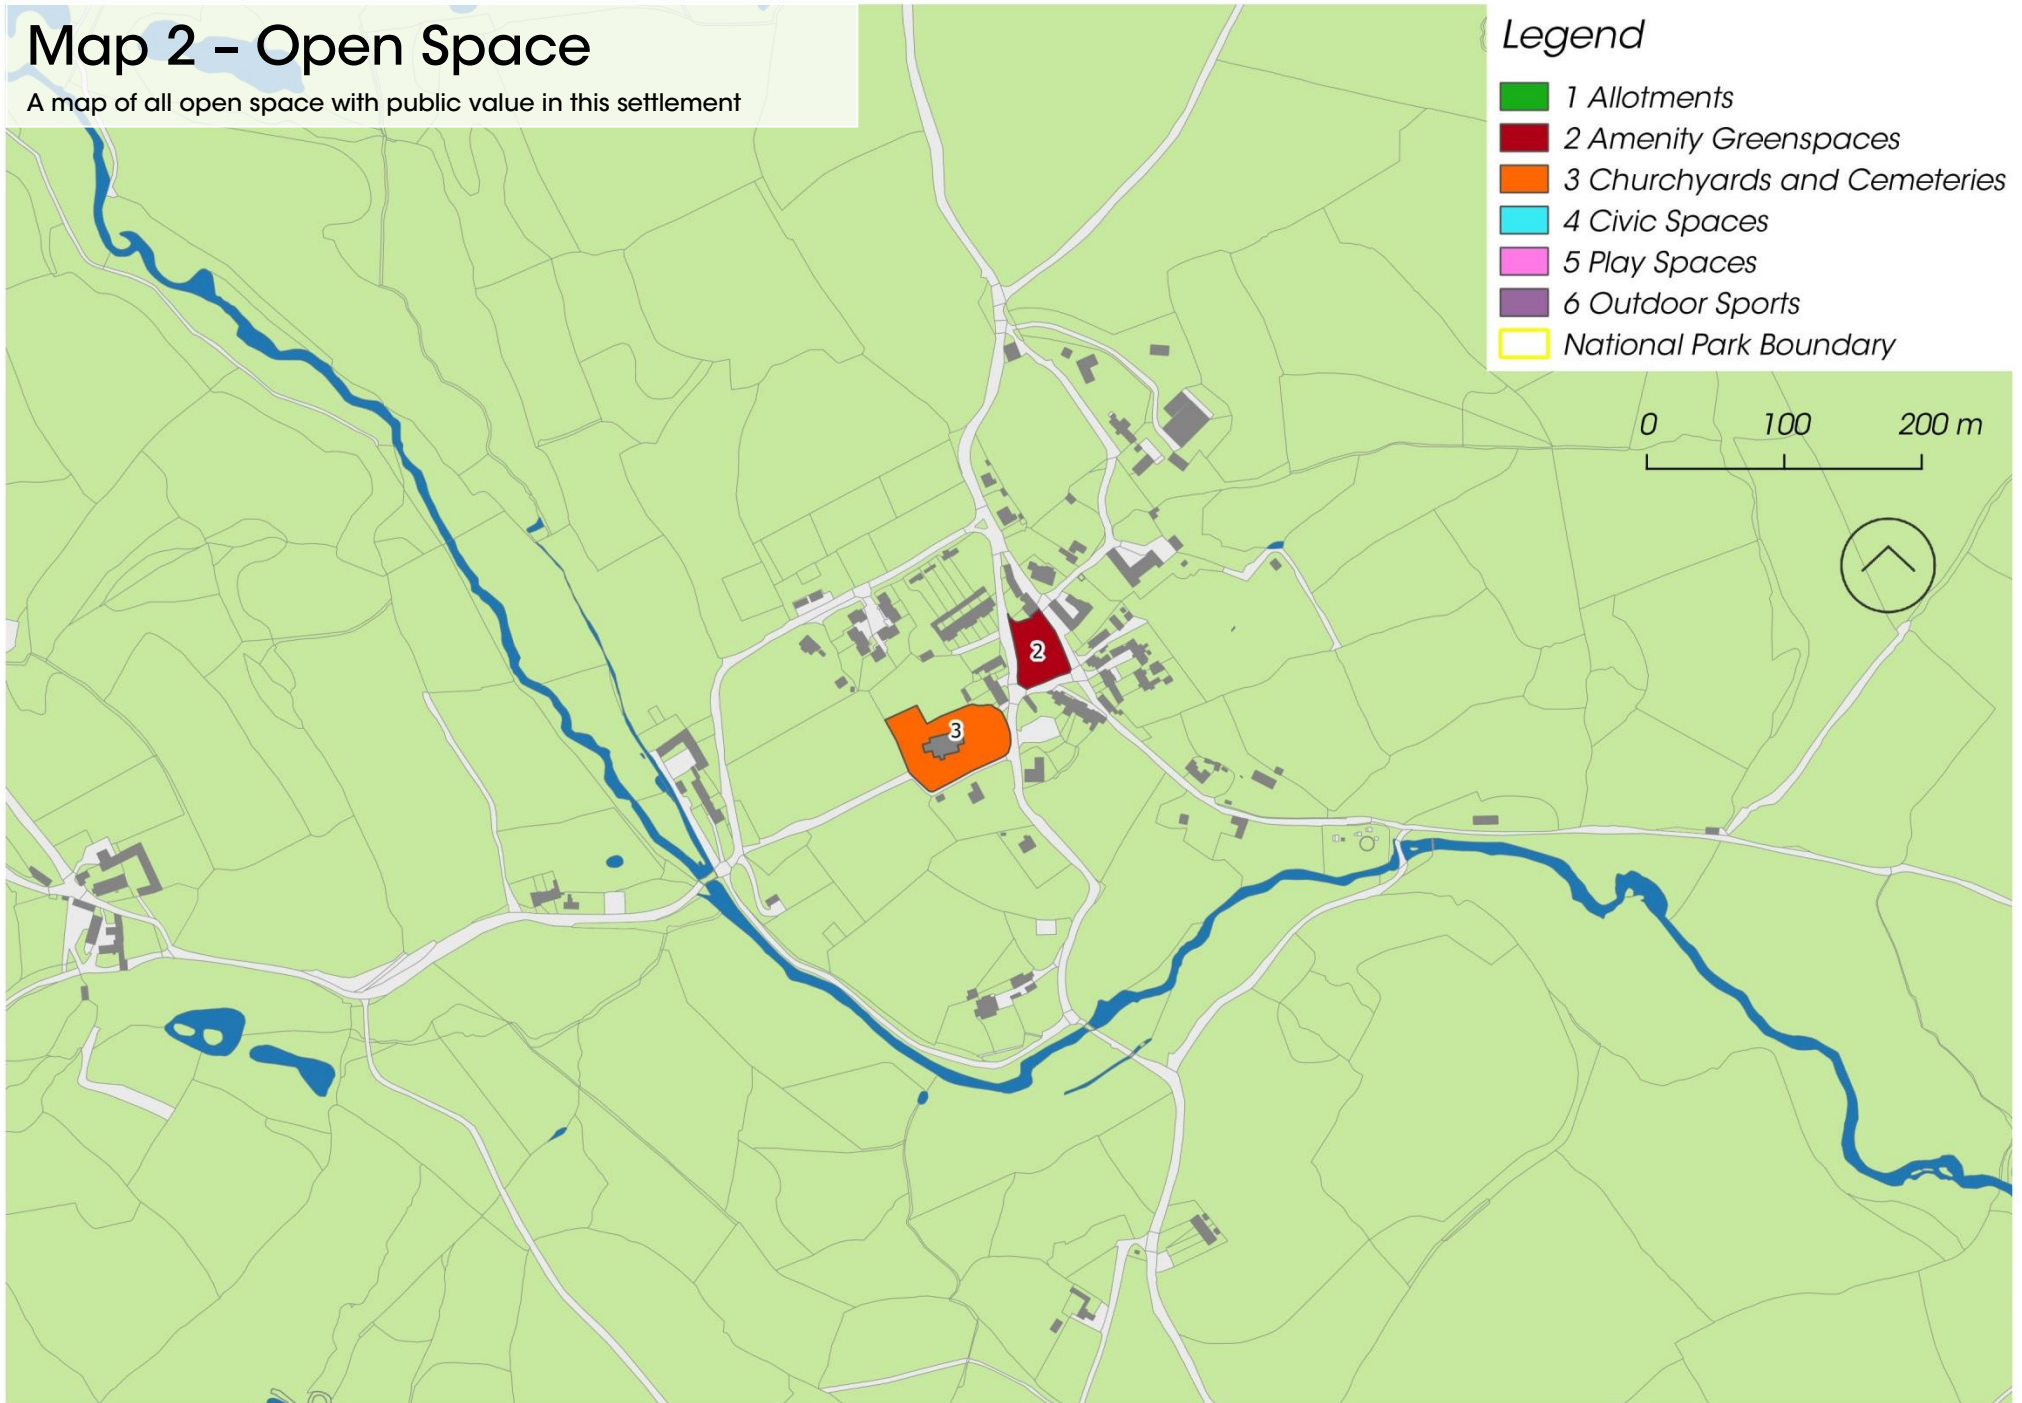 Map 2 – Open Space
A map of all open space with public value in this settlement
Legend
1 Allotments
2 Amenity Greenspaces
3 Churchyards and Cemeteries
4 Civic Spaces
5 Play Spaces
6 Outdoor Sports
National Park Boundary
0 100 200 m
2
3